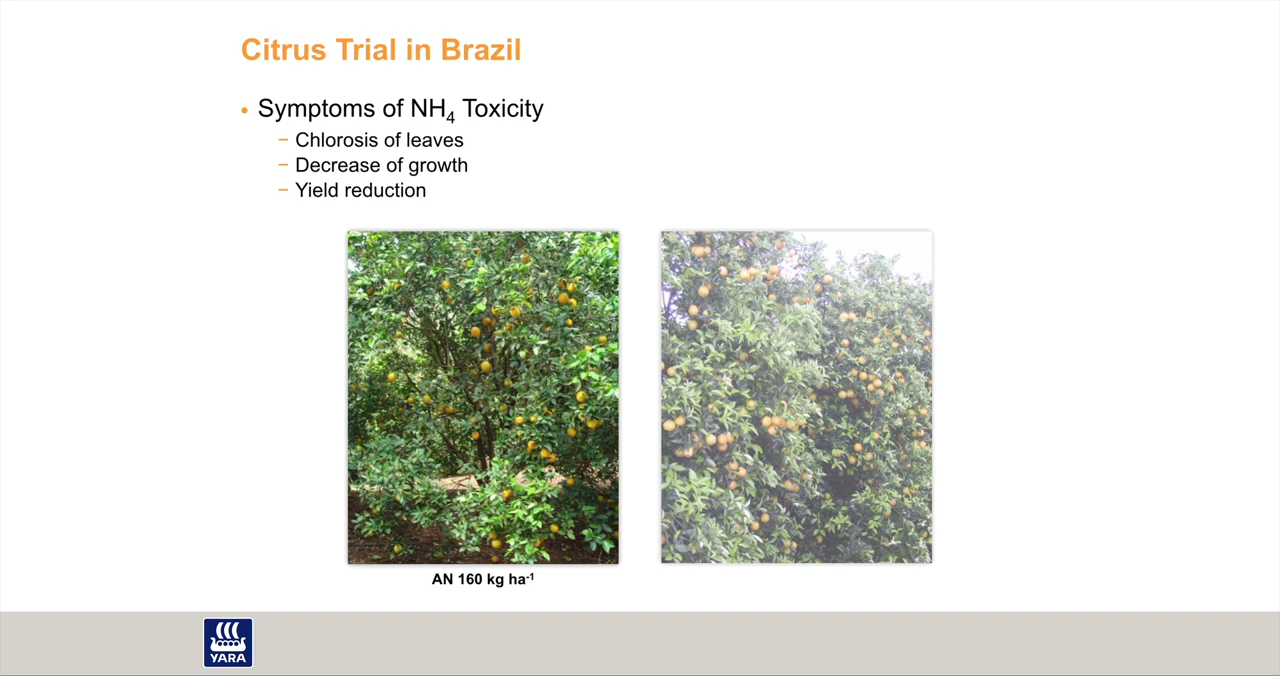 Citrus Trial in Brazil
• Symptoms of NH₄ Toxicity
− Chlorosis of leaves
− Decrease of growth
− Yield reduction
AN 160 kg ha⁻¹
YARA